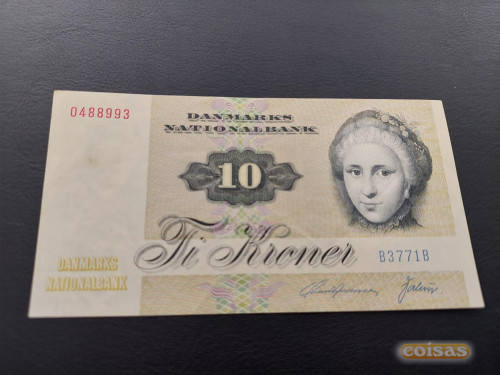 0488993
DANMARKS
NATIONALBANK
10
Ti Kroner
B3771B
DANMARKS
NATIONALBANK
coisas